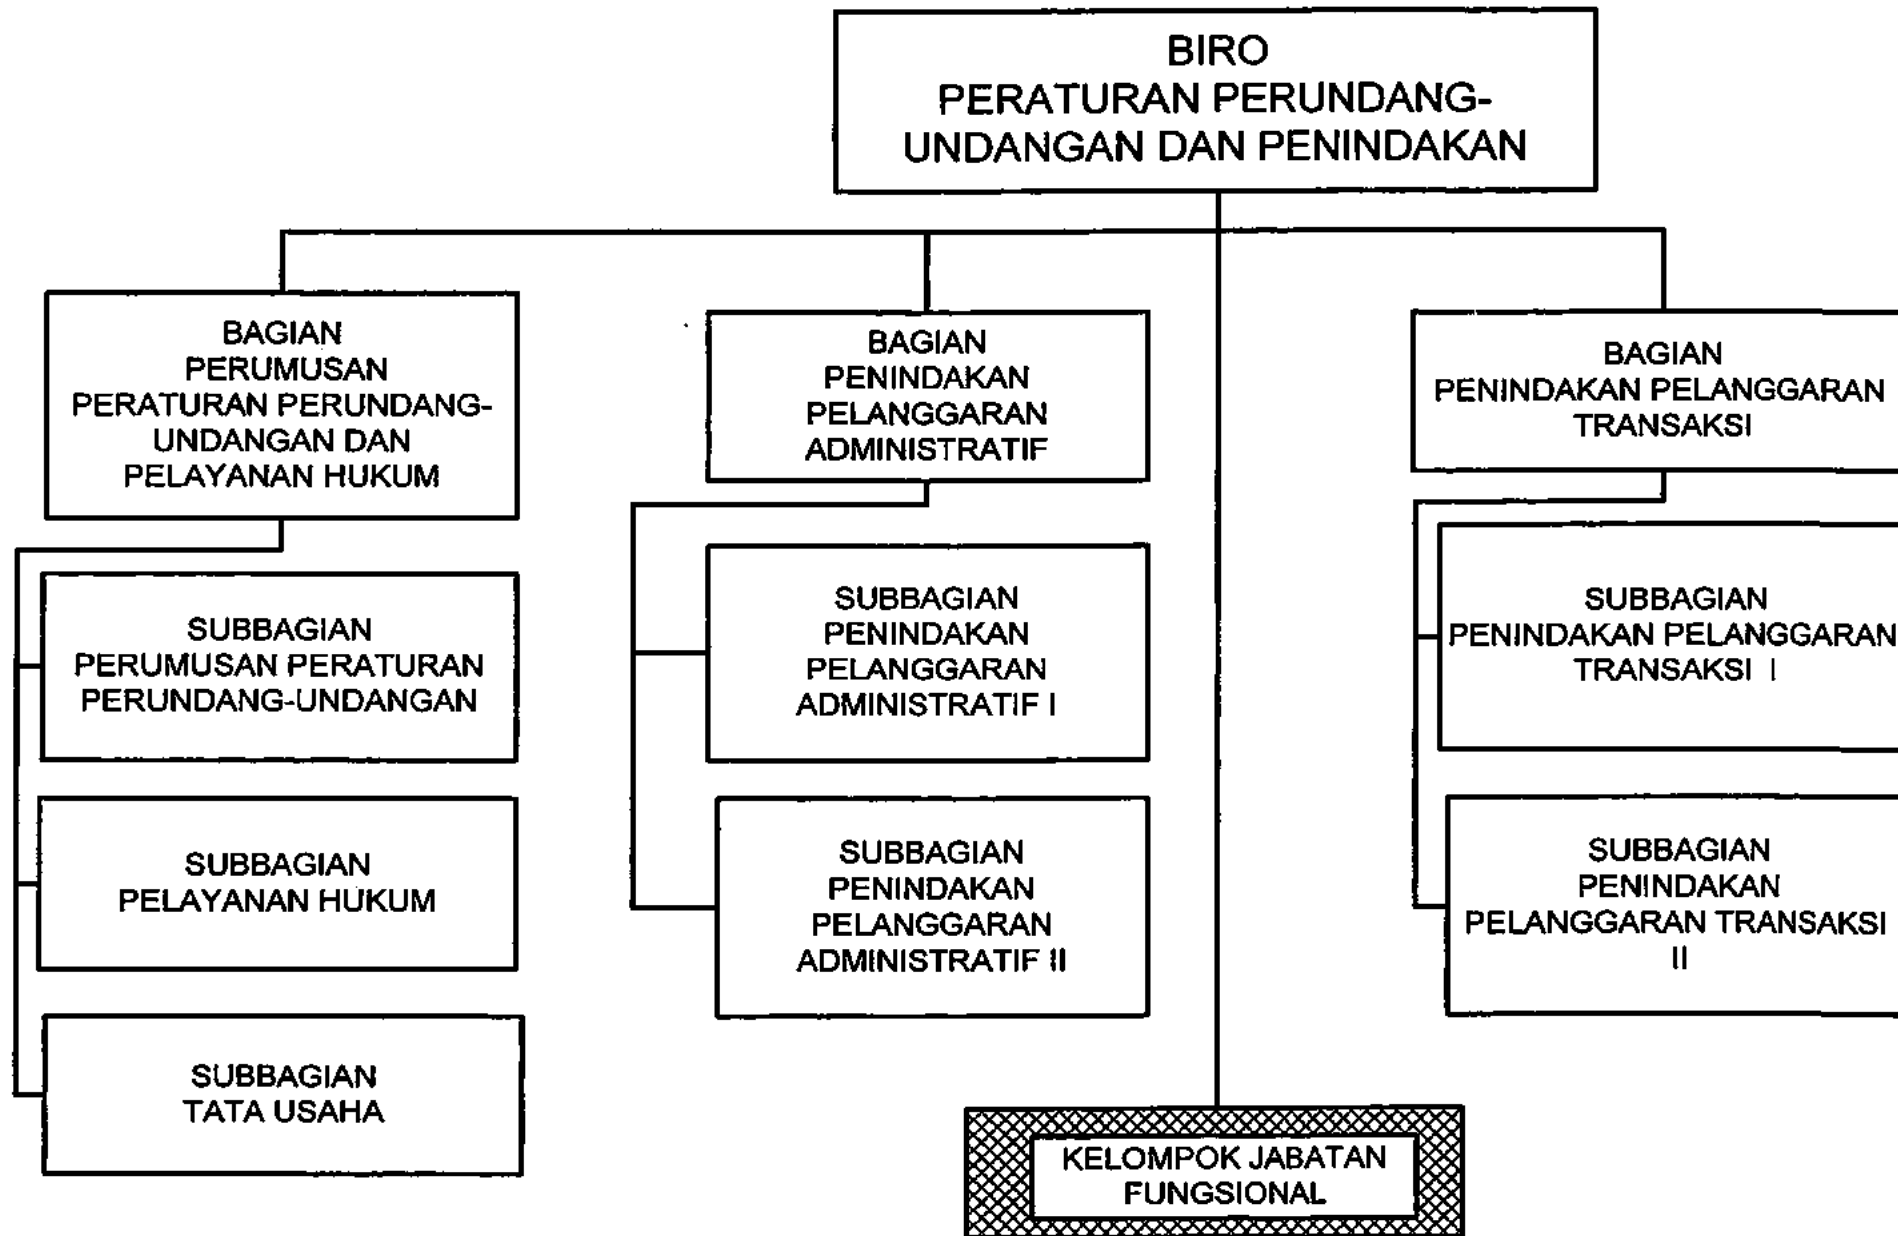 BIRO
PERATURAN PERUNDANG-
UNDANGAN DAN PENINDAKAN
BAGIAN
PERUMUSAN
PERATURAN PERUNDANG-
UNDANGAN DAN
PELAYANAN HUKUM
SUBBAGIAN
PERUMUSAN PERATURAN
PERUNDANG-UNDANGAN
SUBBAGIAN
PELAYANAN HUKUM
SUBBAGIAN
TATA USAHA
BAGIAN
PENINDAKAN
PELANGGARAN
ADMINISTRATIF
SUBBAGIAN
PENINDAKAN
PELANGGARAN
ADMINISTRATIF I
SUBBAGIAN
PENINDAKAN
PELANGGARAN
ADMINISTRATIF II
BAGIAN
PENINDAKAN PELANGGARAN
TRANSAKSI
SUBBAGIAN
PENINDAKAN PELANGGARAN
TRANSAKSI I
SUBBAGIAN
PENINDAKAN
PELANGGARAN TRANSAKSI
II
KELOMPOK JABATAN
FUNGSIONAL